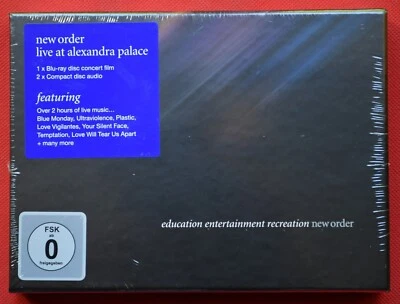 new order
live at alexandra palace
1 x Blu-ray disc concert film
2 x Compact disc audio
featuring
Over 2 hours of live music...
Blue Monday, Ultraviolence, Plastic,
Love Vigilantes, Your Silent Face,
Temptation, Love Will Tear Us Apart
+ many more
education entertainment recreation new order
FSK
ab
0
freigegeben